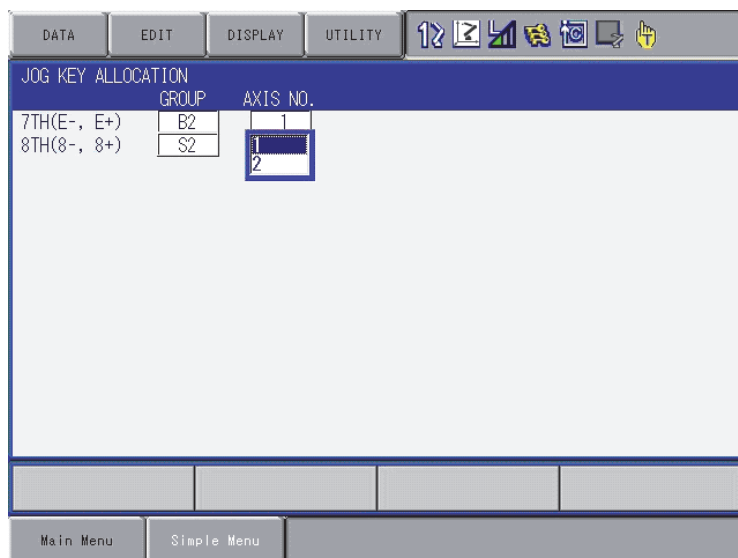 DATA EDIT DISPLAY UTILITY
JOG KEY ALLOCATION
GROUP AXIS NO.
7TH(E-, E+) B2 1
8TH(8-, 8+) S2 1
2
Main Menu Simple Menu